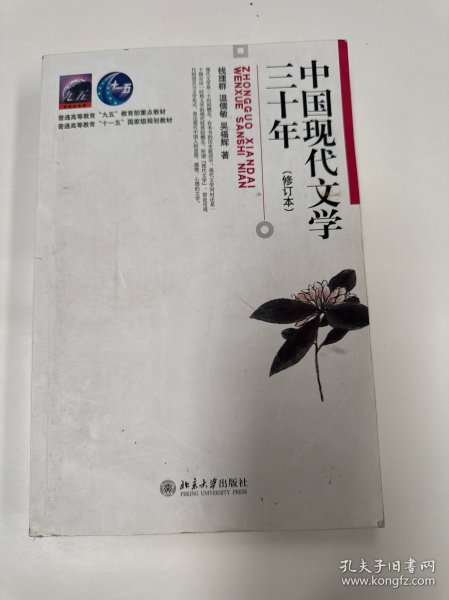 九五
十一五
普通高等教育“九五”教育部重点教材
普通高等教育“十一五”国家级规划教材
中国现代文学
三十年
(修订本)
ZHONGGUO XIANDAI
WENXUE SANSHI NIAN
钱理群 温儒敏 吴福辉 著
北京大学出版社
PEKING UNIVERSITY PRESS
孔夫子旧书网
www.kongfz.com